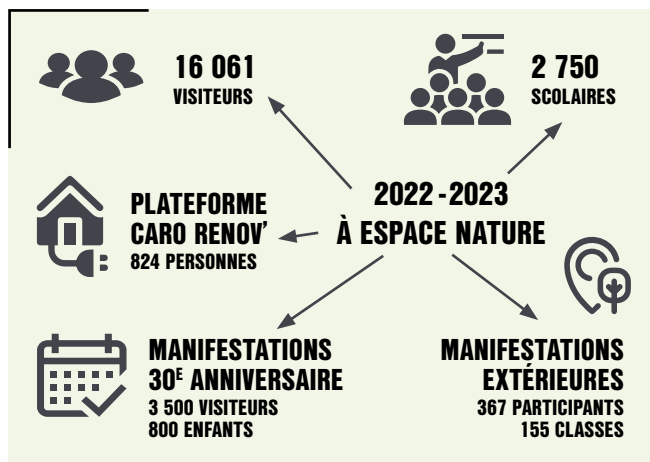 16 061
VISITEURS
2 750
SCOLAIRES
2022-2023
À ESPACE NATURE
PLATEFORME
CARO RENOV’
824 PERSONNES
MANIFESTATIONS
30E ANNIVERSAIRE
3 500 VISITEURS
800 ENFANTS
MANIFESTATIONS
EXTÉRIEURES
367 PARTICIPANTS
155 CLASSES